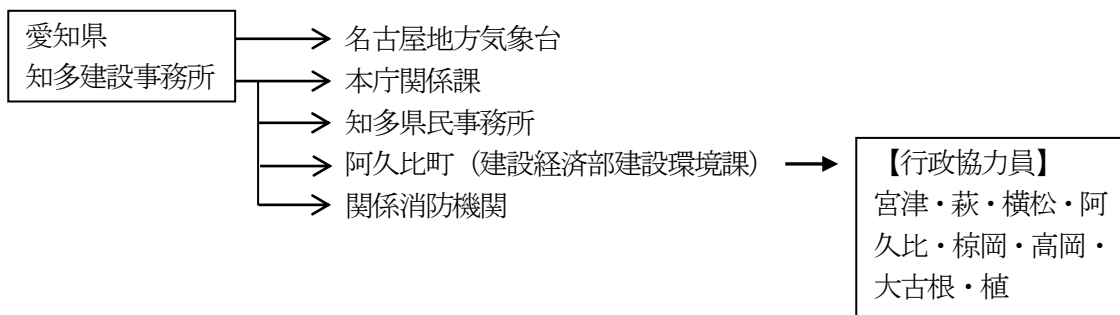 愛知県
知多建設事務所
名古屋地方気象台
本庁関係課
知多県民事務所
阿久比町（建設経済部建設環境課）
関係消防機関
【行政協力員】
宮津・萩・横松・阿
久比・椋岡・高岡・
大古根・植